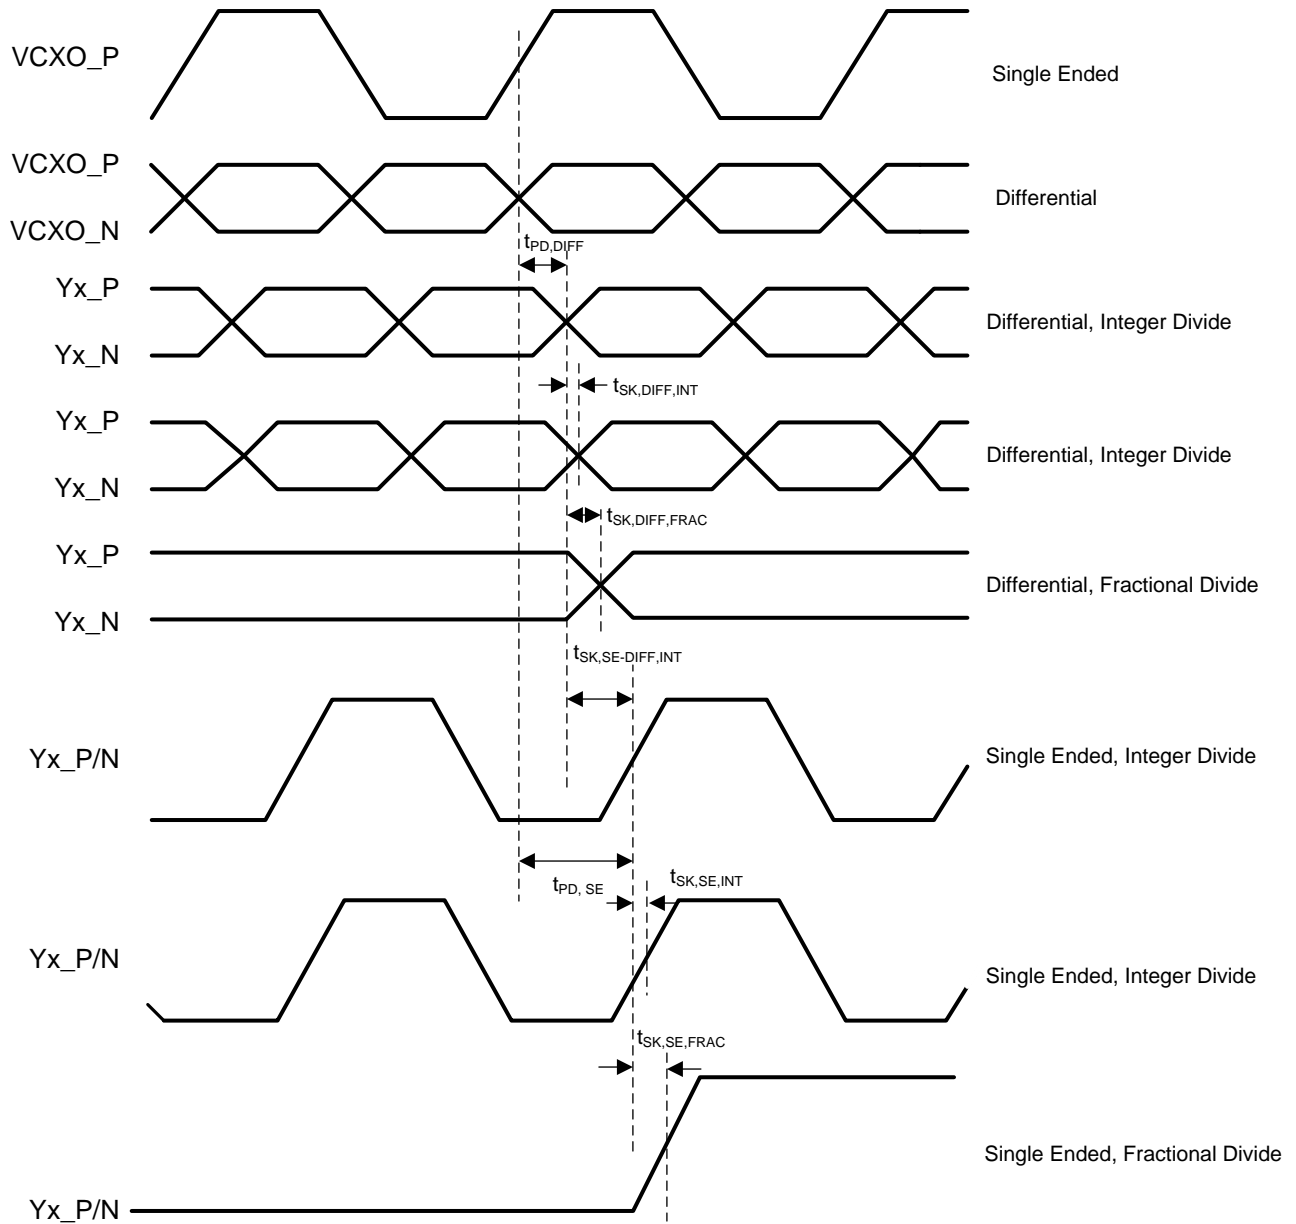 VCXO_P
Single Ended
VCXO_P
VCXO_N
Differential
tPD,DIFF
Yx_P
Yx_N
Differential, Integer Divide
tSK,DIFF,INT
Yx_P
Yx_N
Differential, Integer Divide
tSK,DIFF,FRAC
Yx_P
Yx_N
Differential, Fractional Divide
tSK,SE-DIFF,INT
Yx_P/N
Single Ended, Integer Divide
tPD, SE
tSK,SE,INT
Yx_P/N
Single Ended, Integer Divide
tSK,SE,FRAC
Yx_P/N
Single Ended, Fractional Divide